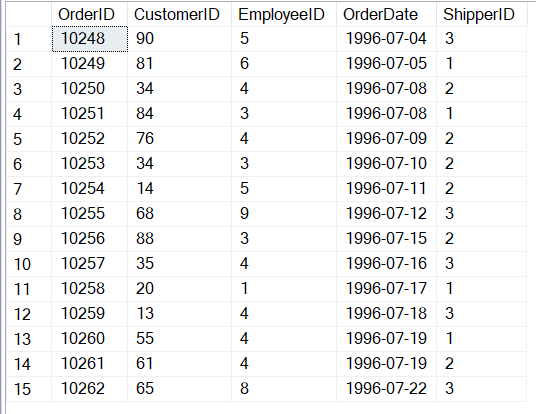 OrderID CustomerID EmployeeID OrderDate ShipperID
1 10248 90 5 1996-07-04 3
2 10249 81 6 1996-07-05 1
3 10250 34 4 1996-07-08 2
4 10251 84 3 1996-07-08 1
5 10252 76 4 1996-07-09 2
6 10253 34 3 1996-07-10 2
7 10254 14 5 1996-07-11 2
8 10255 68 9 1996-07-12 3
9 10256 88 3 1996-07-15 2
10 10257 35 4 1996-07-16 3
11 10258 20 1 1996-07-17 1
12 10259 13 4 1996-07-18 3
13 10260 55 4 1996-07-19 1
14 10261 61 4 1996-07-19 2
15 10262 65 8 1996-07-22 3